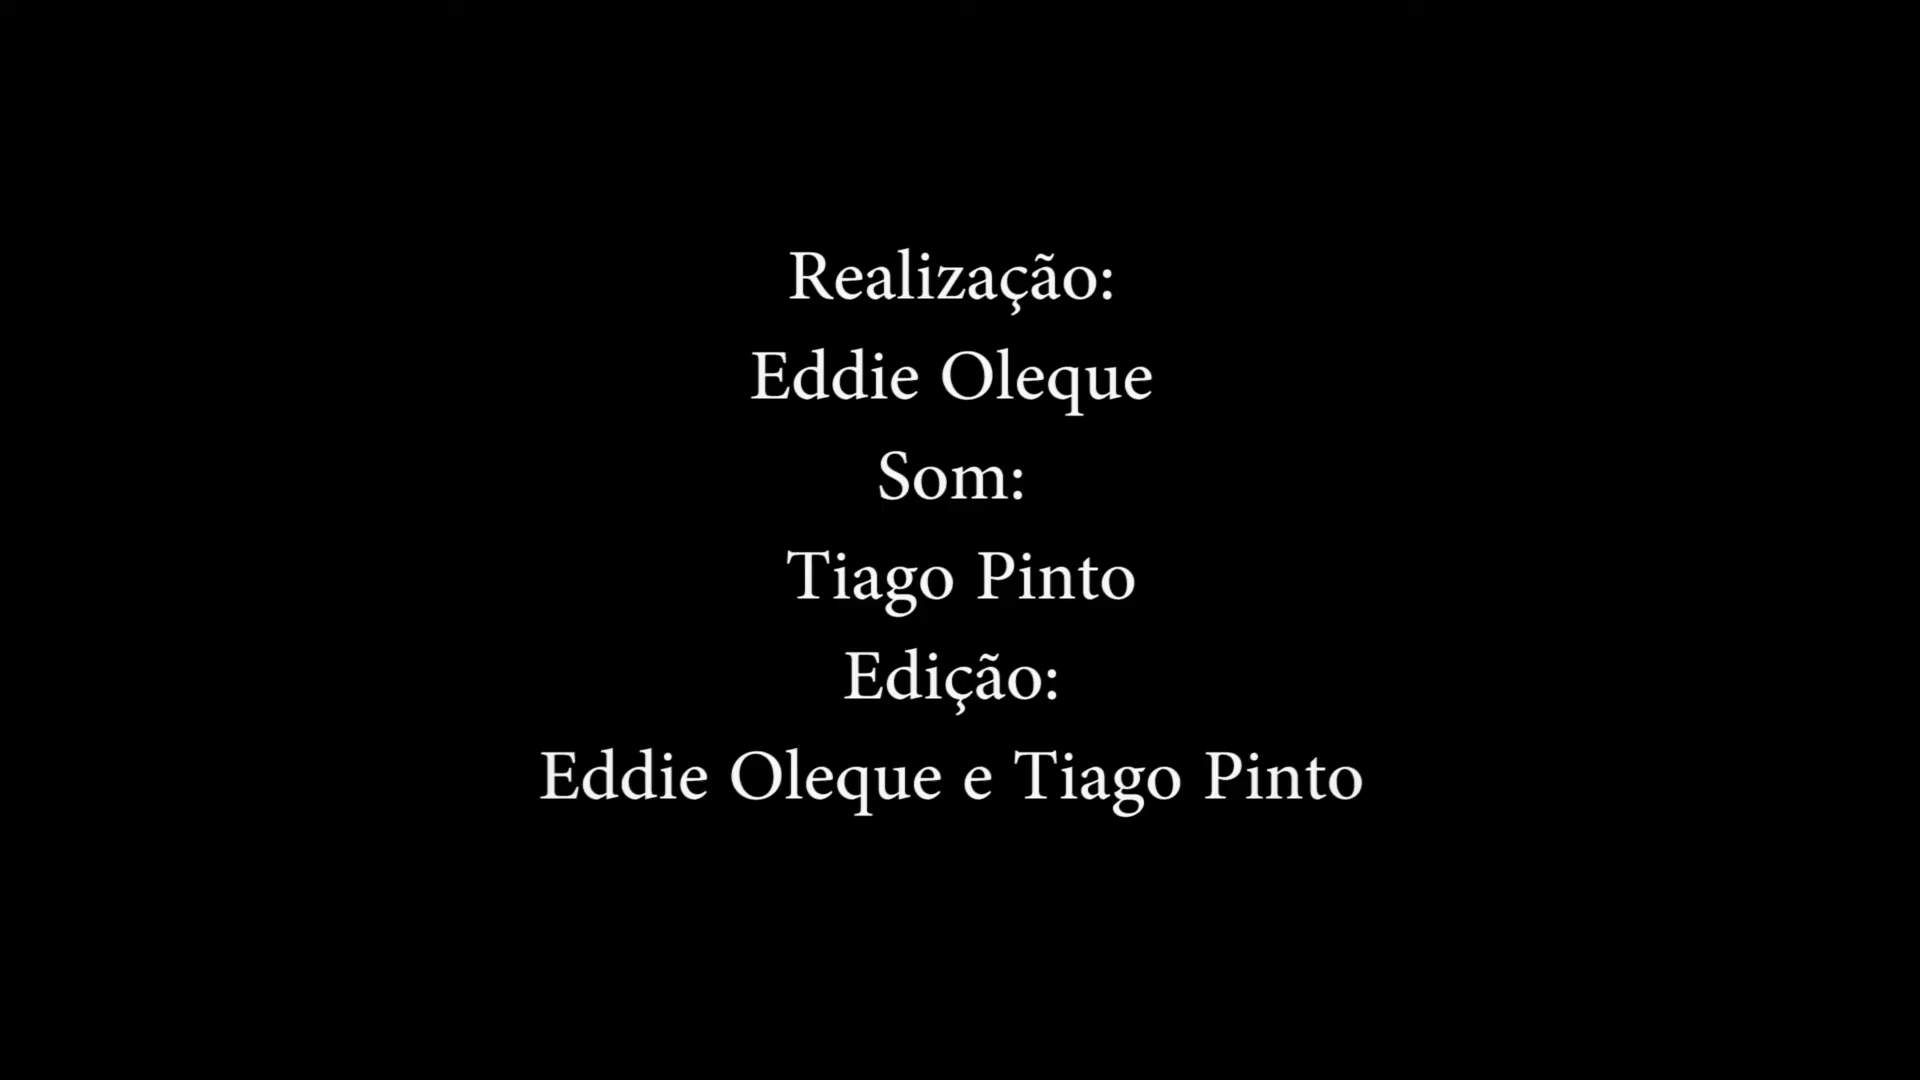 Realização:
Eddie Oleque
Som:
Tiago Pinto
Edição:
Eddie Oleque e Tiago Pinto